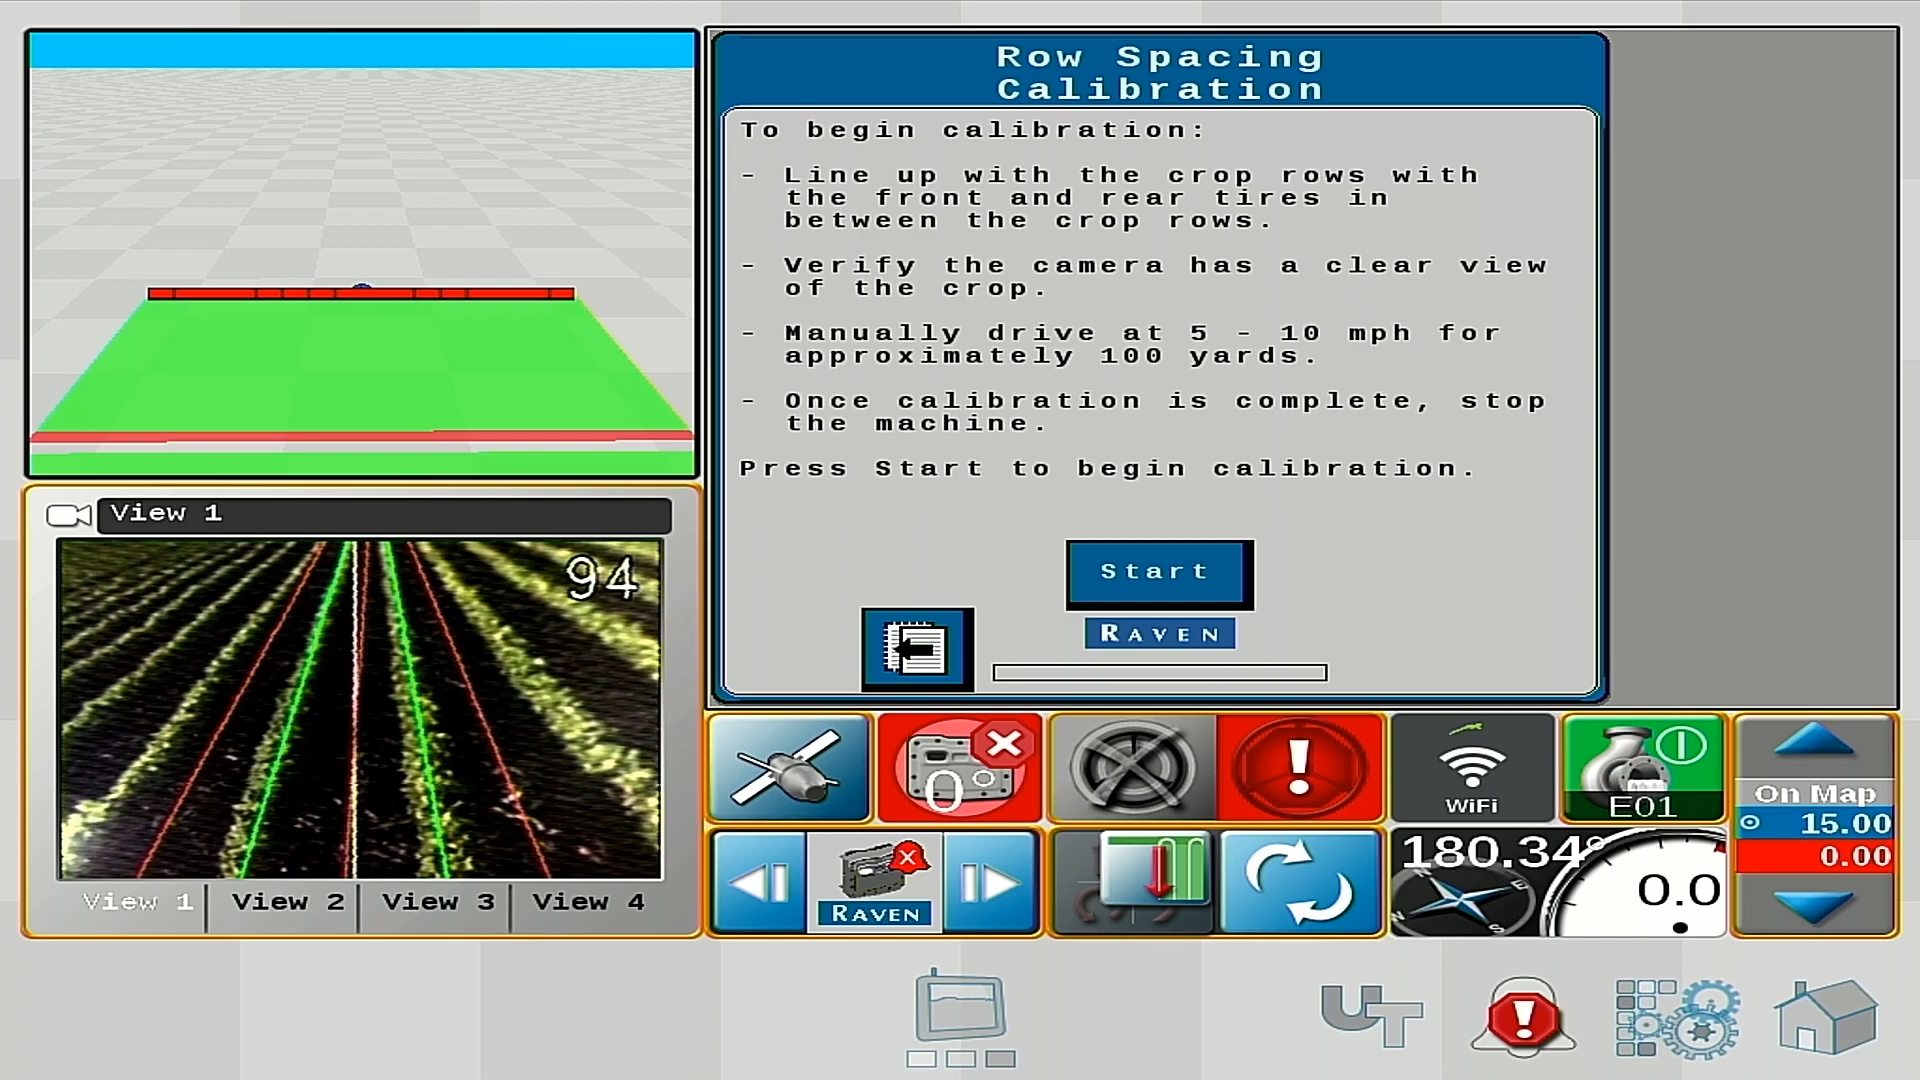 Row Spacing
Calibration
To begin calibration:
- Line up with the crop rows with
the front and rear tires in
between the crop rows.
- Verify the camera has a clear view
of the crop.
- Manually drive at 5 - 10 mph for
approximately 100 yards.
- Once calibration is complete, stop
the machine.
Press Start to begin calibration.
Start
RAVEN
View 1
94
View 1
View 2
View 3
View 4
0°
WiFi
E01
On Map
15.00
0.00
RAVEN
180.34°
N
E
S
0.0
UT